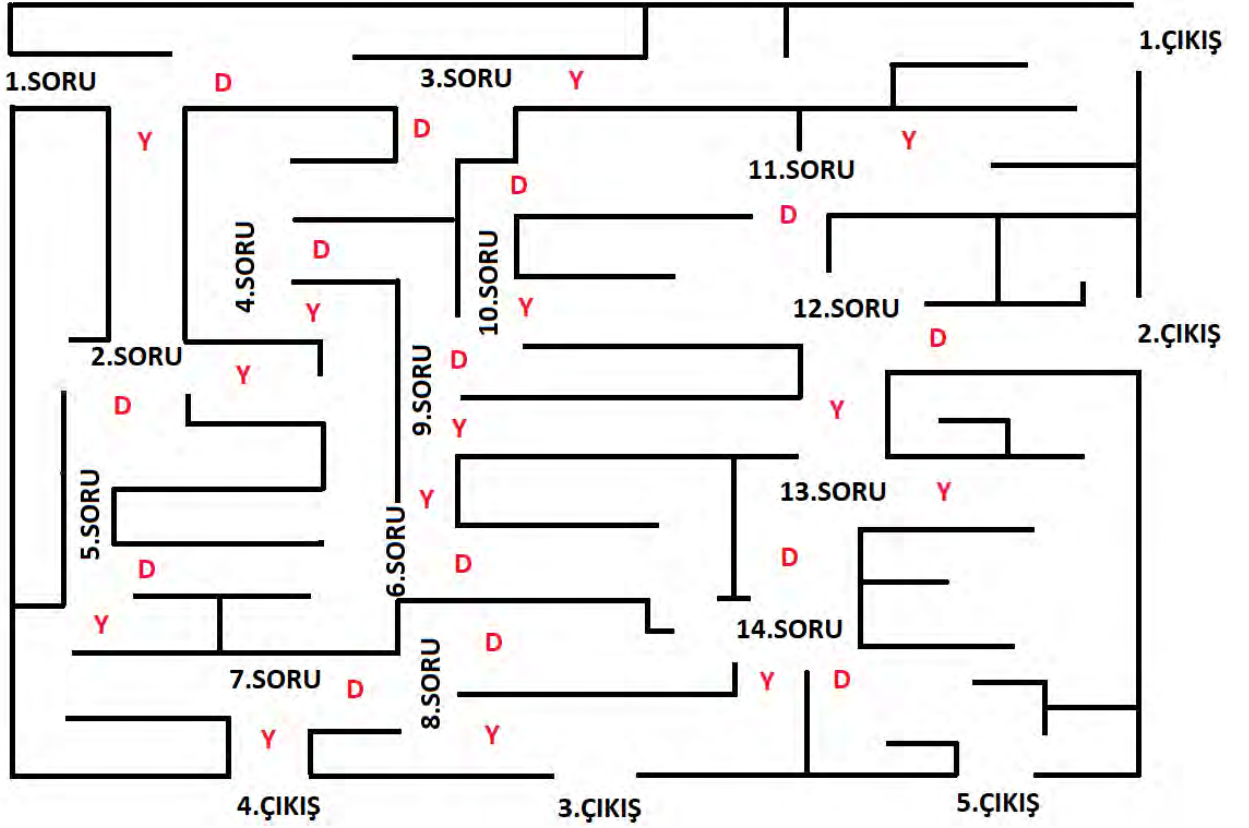 1.ÇIKIŞ
1.SORU
D
3.SORU
Y
D
Y
Y
11.SORU
D
D
4.SORU
D
10.SORU
Y
Y
12.SORU
D
2.ÇIKIŞ
2.SORU
Y
D
9.SORU
D
Y
Y
5.SORU
Y
13.SORU
Y
D
6.SORU
D
D
Y
14.SORU
D
8.SORU
7.SORU
D
Y
D
Y
Y
4.ÇIKIŞ
3.ÇIKIŞ
5.ÇIKIŞ